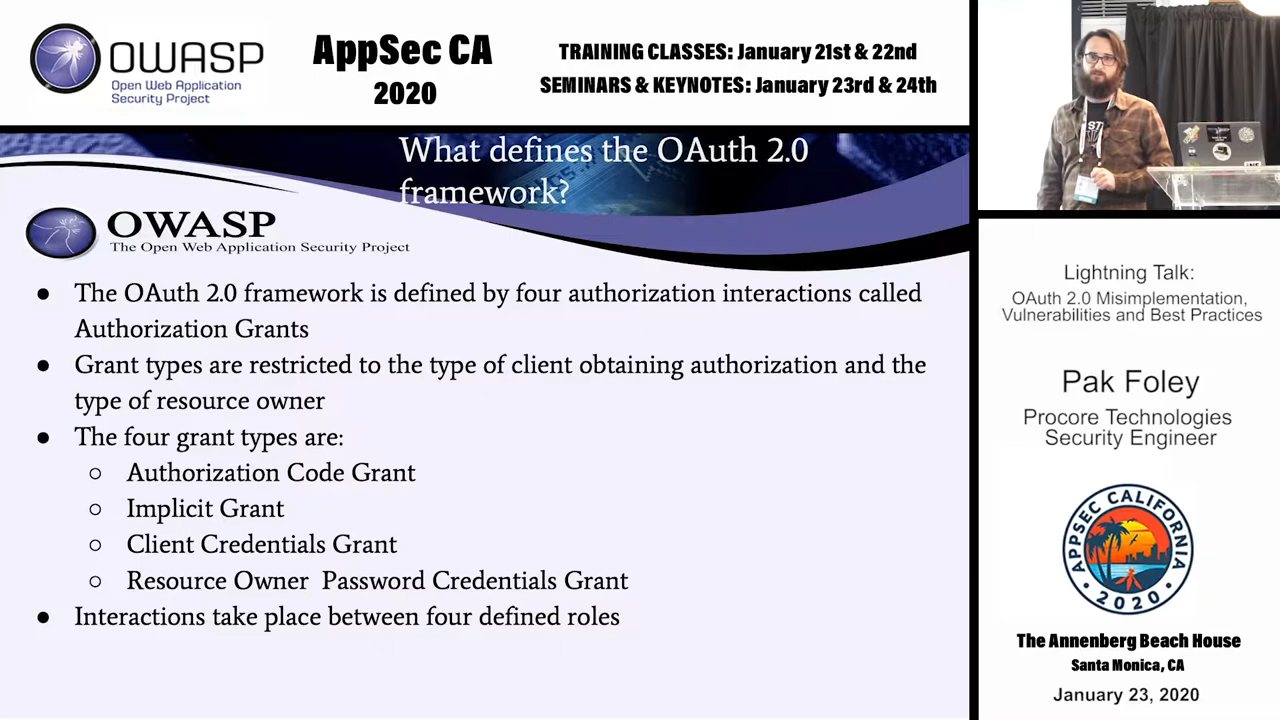 OWASP
Open Web Application
Security Project
AppSec CA
2020
TRAINING CLASSES: January 21st & 22nd
SEMINARS & KEYNOTES: January 23rd & 24th
What defines the OAuth 2.0
framework?
OWASP
The Open Web Application Security Project
● The OAuth 2.0 framework is defined by four authorization interactions called
Authorization Grants
● Grant types are restricted to the type of client obtaining authorization and the
type of resource owner
● The four grant types are:
○ Authorization Code Grant
○ Implicit Grant
○ Client Credentials Grant
○ Resource Owner  Password Credentials Grant
● Interactions take place between four defined roles
Lightning Talk:
OAuth 2.0 Misimplementation,
Vulnerabilities and Best Practices
Pak Foley
Procore Technologies
Security Engineer
APPSEC CALIFORNIA
• 2020 •
The Annenberg Beach House
Santa Monica, CA
January 23, 2020